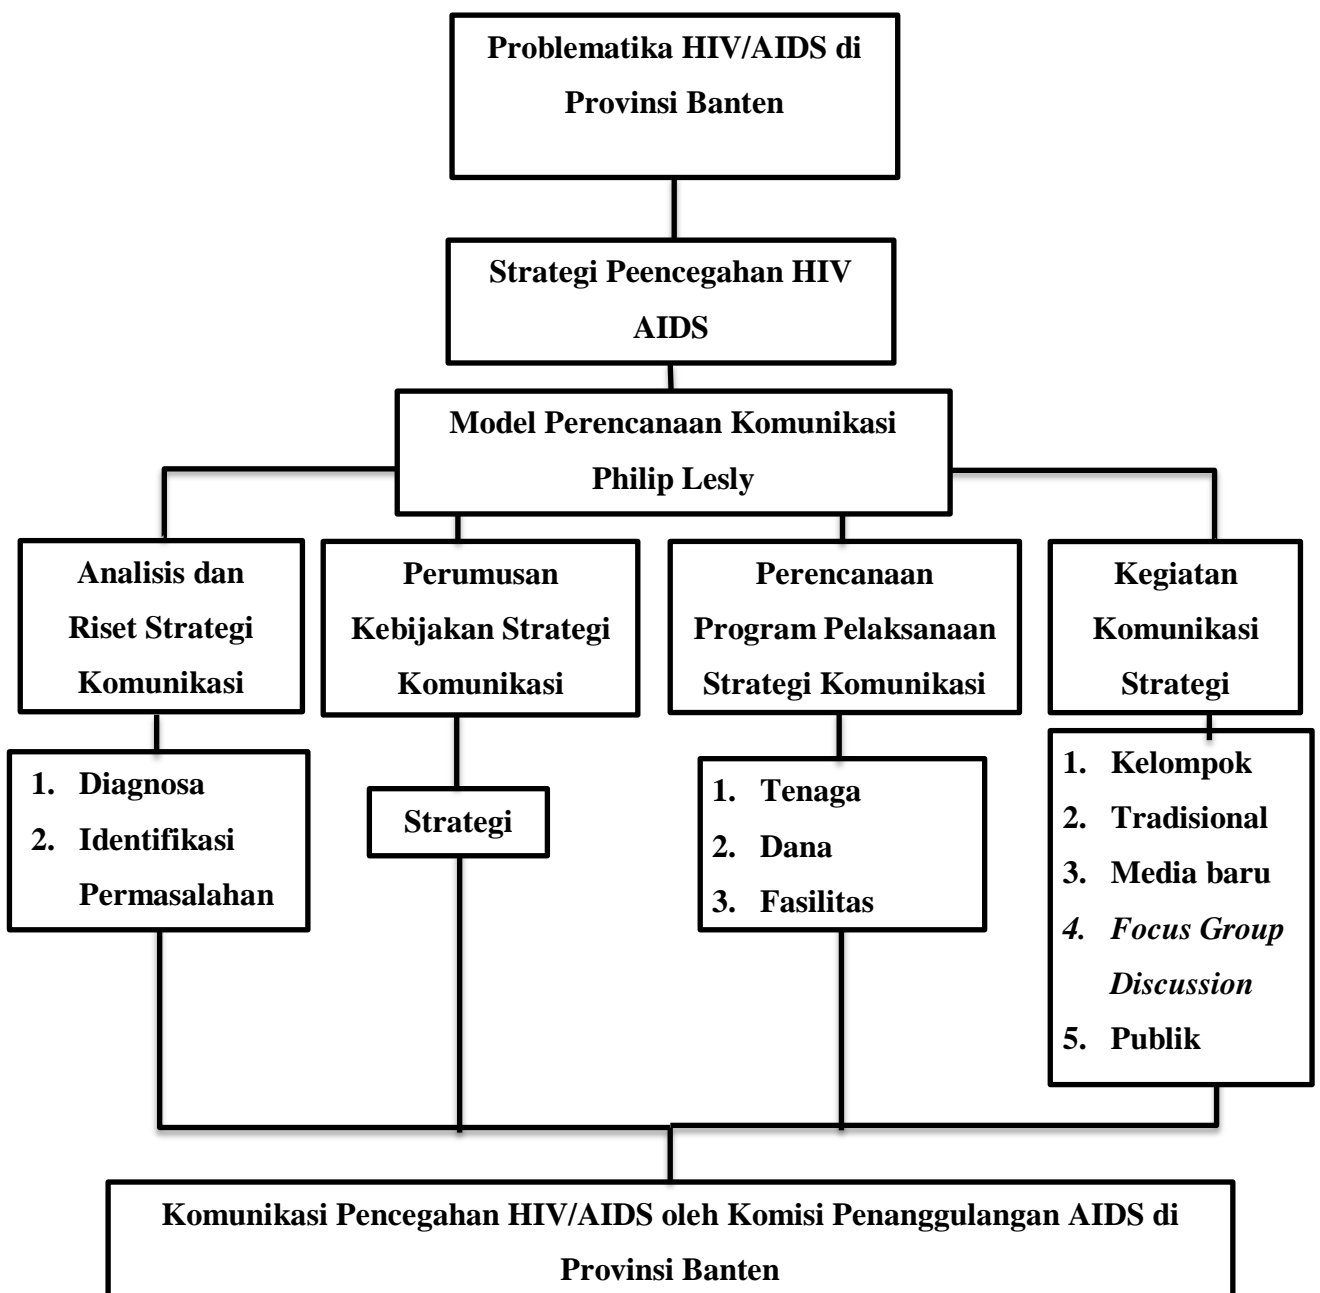 Problematika HIV/AIDS di
Provinsi Banten
Strategi Peencegahan HIV
AIDS
Model Perencanaan Komunikasi
Philip Lesly
Analisis dan
Riset Strategi
Komunikasi
Perumusan
Kebijakan Strategi
Komunikasi
Perencanaan
Program Pelaksanaan
Strategi Komunikasi
Kegiatan
Komunikasi
Strategi
1. Diagnosa
2. Identifikasi
Permasalahan
Strategi
1. Tenaga
2. Dana
3. Fasilitas
1. Kelompok
2. Tradisional
3. Media baru
4. Focus Group
Discussion
5. Publik
Komunikasi Pencegahan HIV/AIDS oleh Komisi Penanggulangan AIDS di
Provinsi Banten